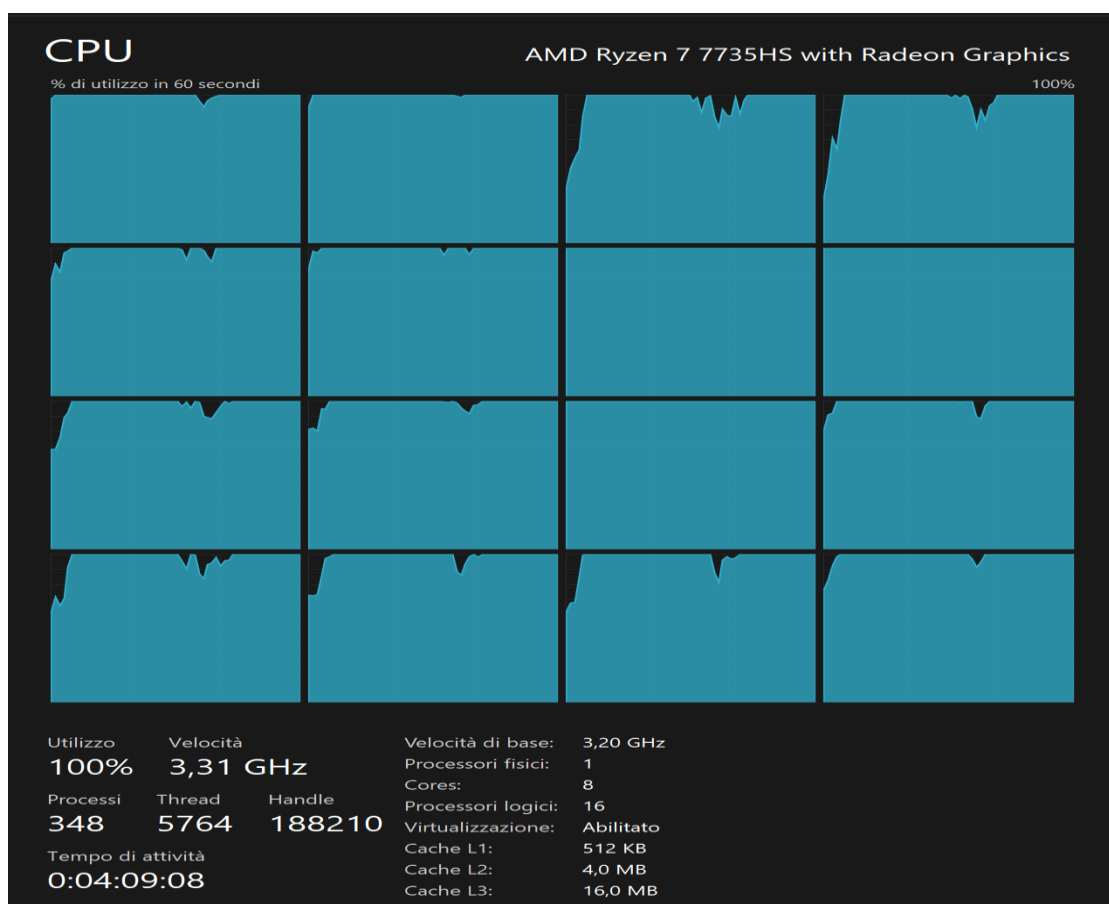 CPU
AMD Ryzen 7 7735HS with Radeon Graphics
% di utilizzo in 60 secondi
100%
Utilizzo
Velocità
100%
3,31 GHz
Processi
Thread
Handle
348
5764
188210
Tempo di attività
0:04:09:08
Velocità di base: 3,20 GHz
Processori fisici: 1
Cores: 8
Processori logici: 16
Virtualizzazione: Abilitato
Cache L1: 512 KB
Cache L2: 4,0 MB
Cache L3: 16,0 MB